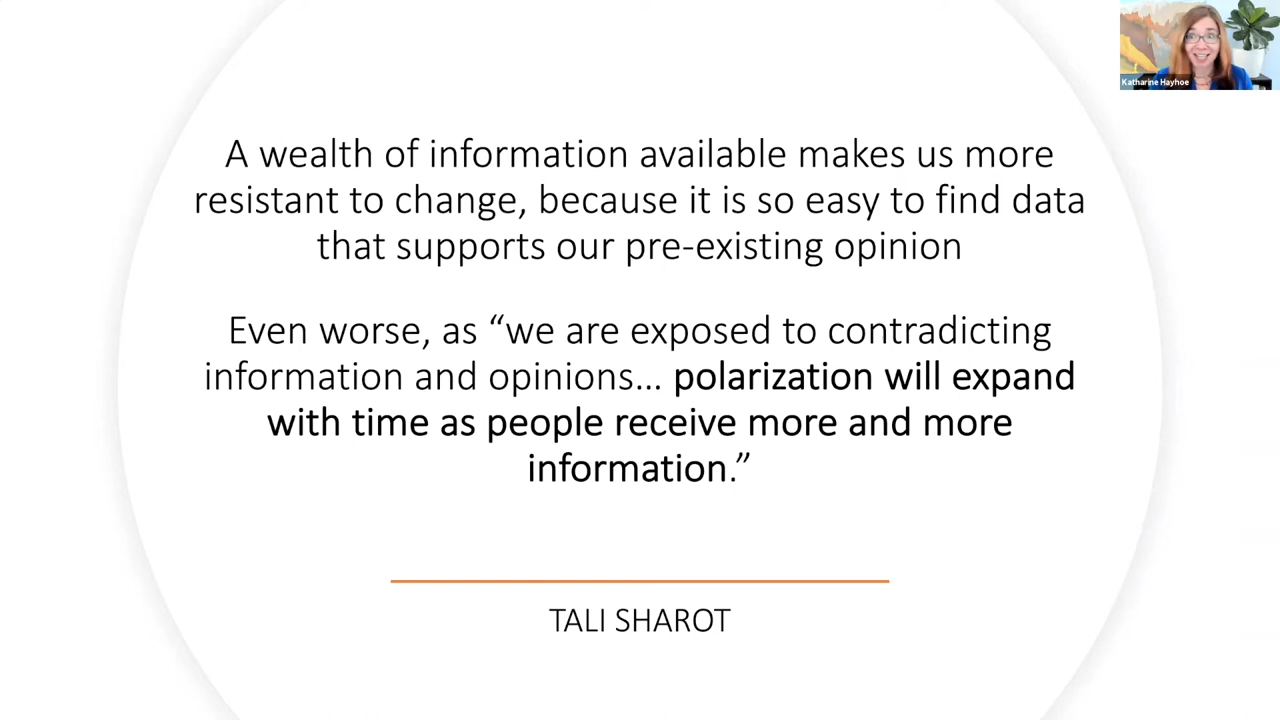 Katharine Hayhoe
A wealth of information available makes us more
resistant to change, because it is so easy to find data
that supports our pre-existing opinion
Even worse, as “we are exposed to contradicting
information and opinions… polarization will expand
with time as people receive more and more
information.”
TALI SHAROT